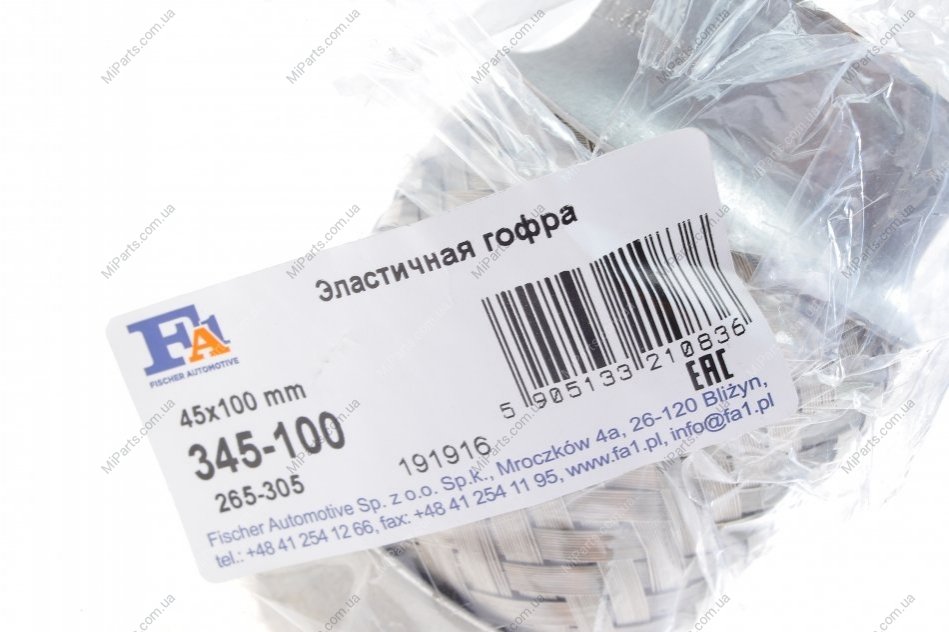 Эластичная гофра
FA1
FISCHER AUTOMOTIVE
45x100 mm
345-100
265-305
191916
5 905133 210836
EAC
Fischer Automotive Sp. z o.o. Sp.k., Mroczków 4a, 26-120 Bliżyn,
tel.: +48 41 254 12 66, fax: +48 41 254 11 95, www.fa1.pl, info@fa1.pl
MiParts.com.ua